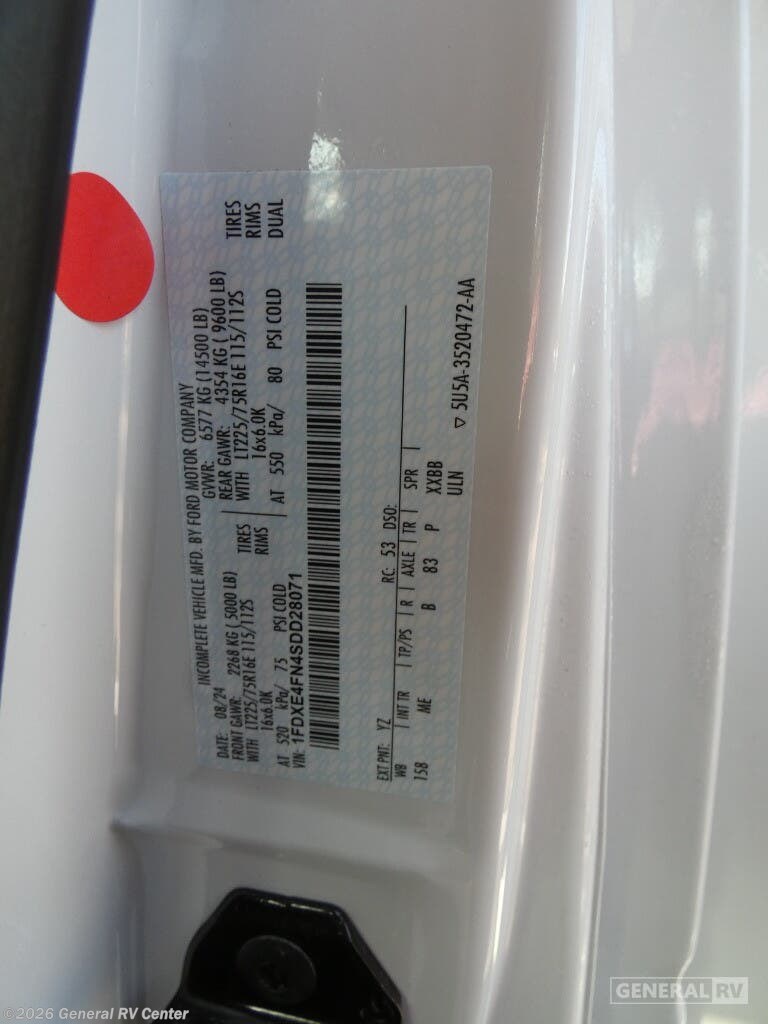 INCOMPLETE VEHICLE MFD. BY FORD MOTOR COMPANY
DATE: 08/24 GVWR: 6577 KG (14500 LB)
FRONT GAWR: 2268 KG ( 5000 LB) REAR GAWR: 4354 KG ( 9600 LB)
WITH LT225/75R16E 115/112S TIRES WITH LT225/75R16E 115/112S TIRES
16x6.0K RIMS 16x6.0K RIMS
AT 520 kPa/ 75 PSI COLD AT 550 kPa/ 80 PSI COLD DUAL
VIN: 1FDXE4FN4SDD28071
EXT PNT: YZ RC: 53 DSO:
WB INT TR TP/PS R AXLE TR SPR
158 ME B 83 P XXBB
ULN
▽ 5U5A-3520472-AA
©2026 General RV Center
GENERAL RV